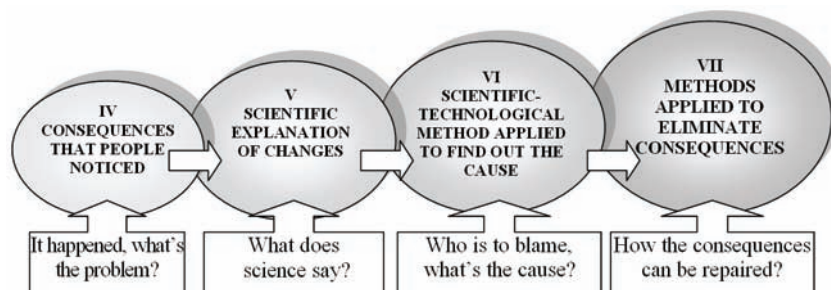 IV
CONSEQUENCES
THAT PEOPLE
NOTICED
V
SCIENTIFIC
EXPLANATION
OF CHANGES
VI
SCIENTIFIC-
TECHNOLOGICAL
METHOD APPLIED
TO FIND OUT THE
CAUSE
VII
METHODS
APPLIED TO
ELIMINATE
CONSEQUENCES
It happened, what's
the problem?
What does
science say?
Who is to blame,
what's the cause?
How the consequences
can be repaired?